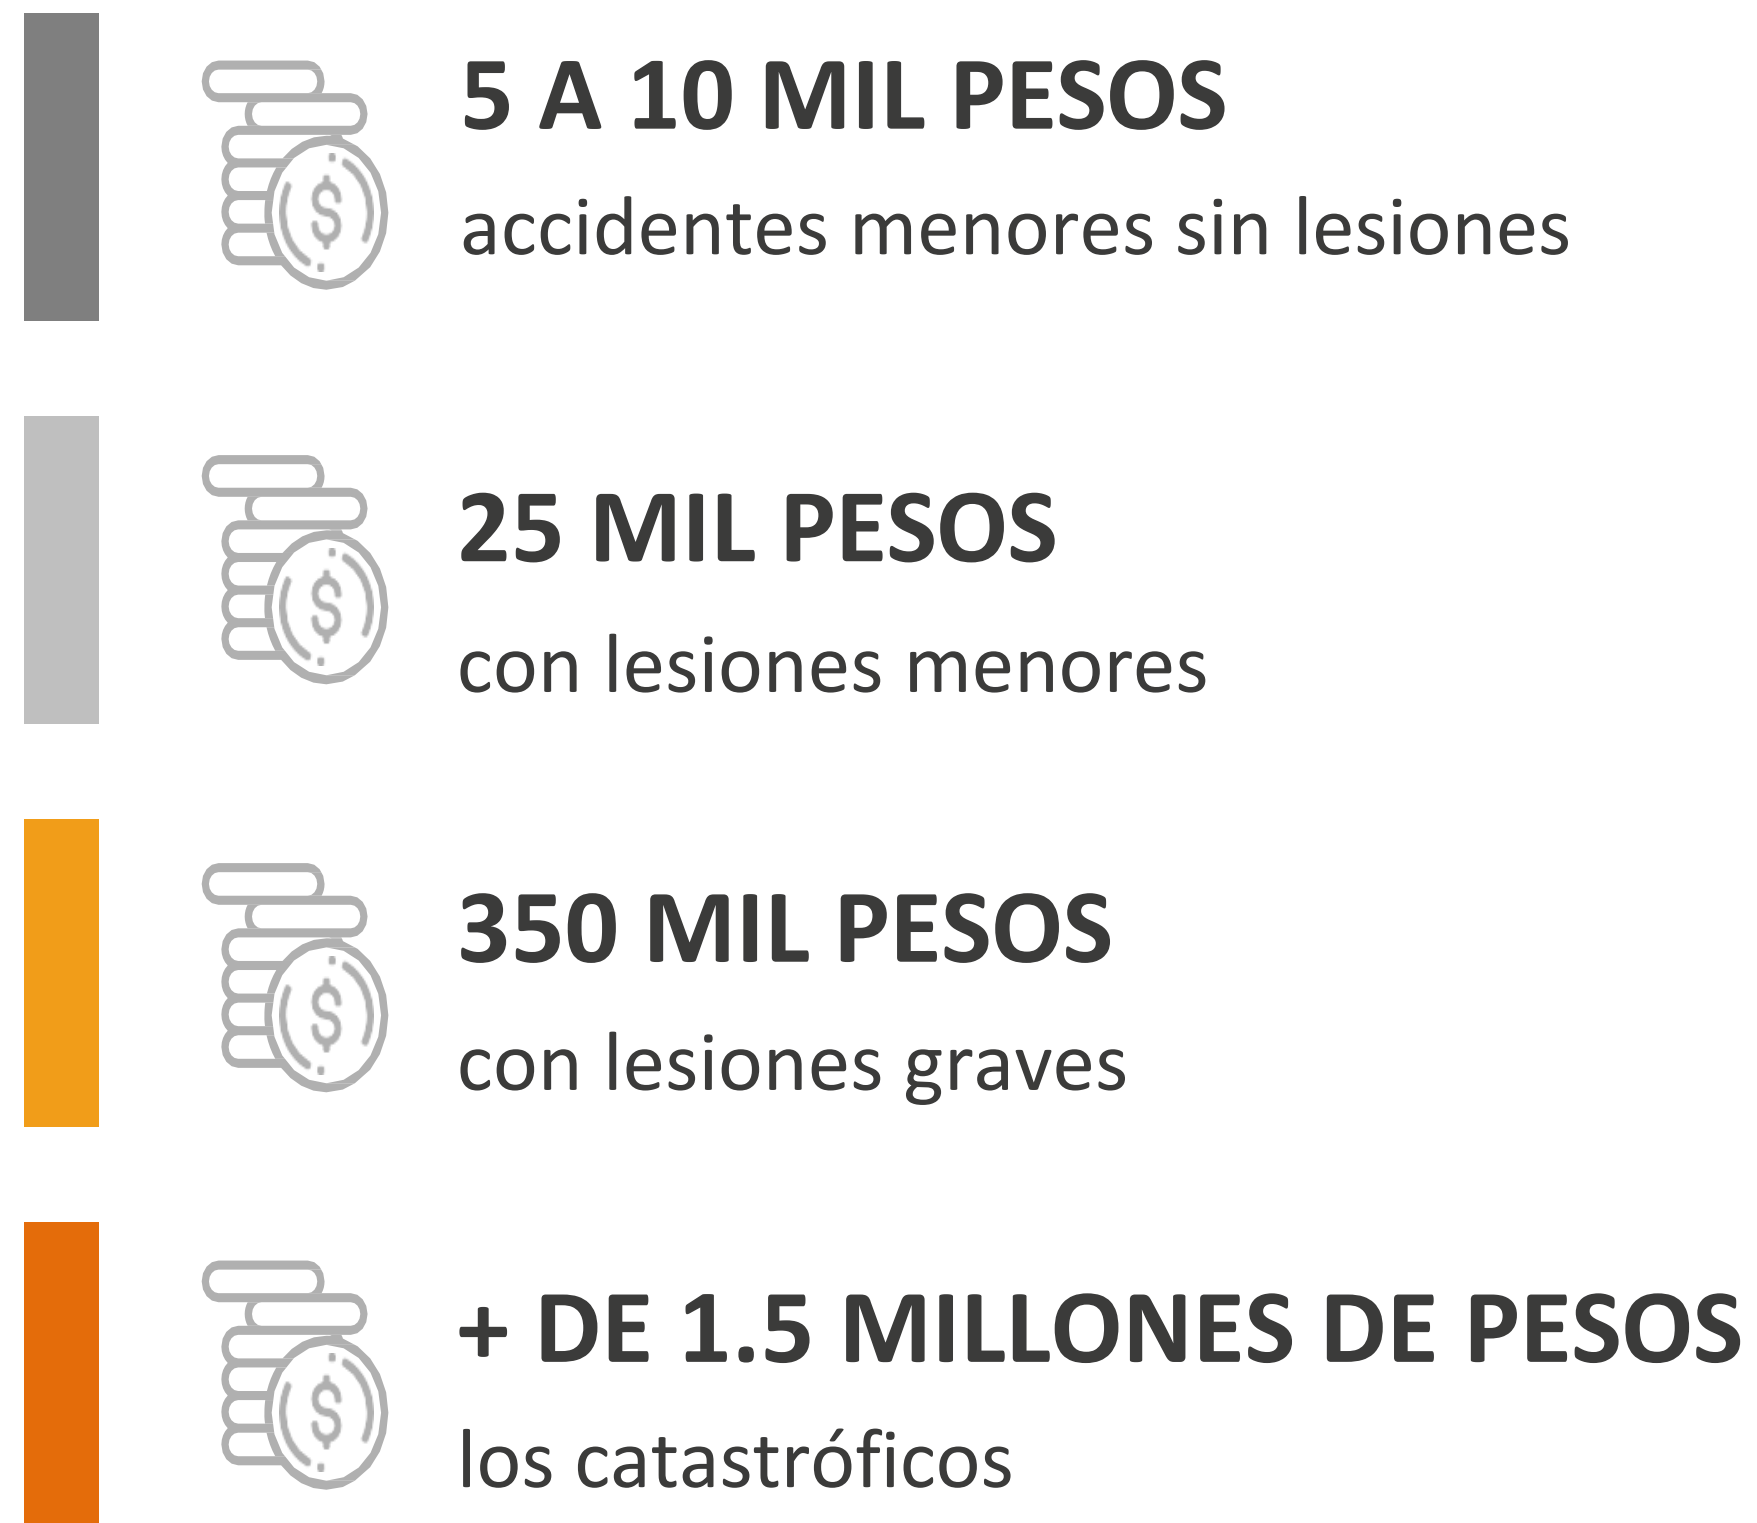 5 A 10 MIL PESOS
accidentes menores sin lesiones
25 MIL PESOS
con lesiones menores
350 MIL PESOS
con lesiones graves
+ DE 1.5 MILLONES DE PESOS
los catastróficos